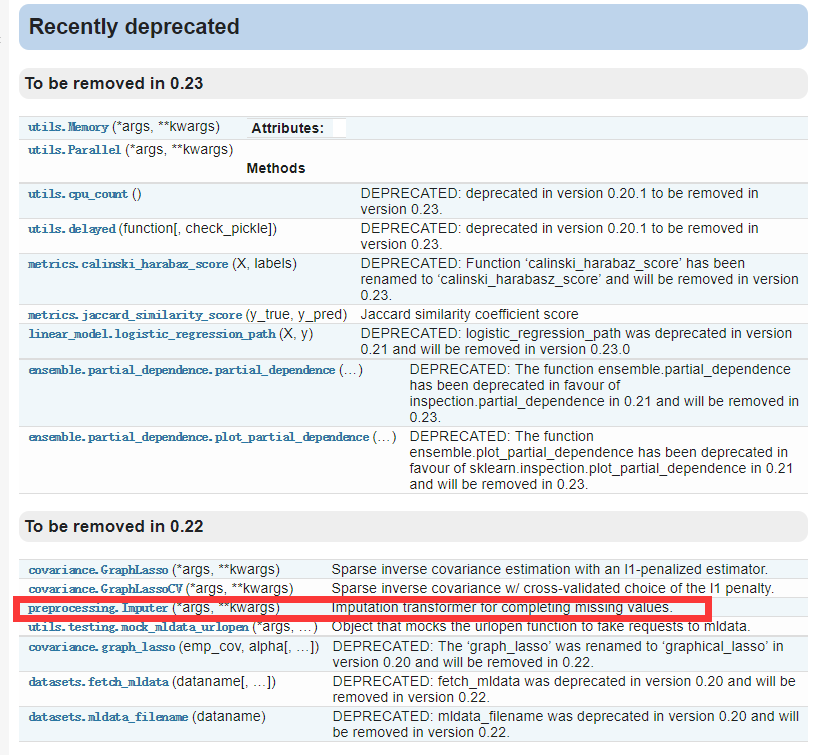 Recently deprecated
To be removed in 0.23
utils.Memory (*args, **kwargs) Attributes:
utils.Parallel (*args, **kwargs)
Methods
utils.cpu_count () DEPRECATED: deprecated in version 0.20.1 to be removed in
version 0.23.
utils.delayed (function[, check_pickle]) DEPRECATED: deprecated in version 0.20.1 to be removed in
version 0.23.
metrics.calinski_harabaz_score (X, labels) DEPRECATED: Function ‘calinski_harabaz_score’ has been
renamed to ‘calinski_harabasz_score’ and will be removed in version
0.23.
metrics.jaccard_similarity_score (y_true, y_pred) Jaccard similarity coefficient score
linear_model.logistic_regression_path (X, y) DEPRECATED: logistic_regression_path was deprecated in version
0.21 and will be removed in version 0.23.0
ensemble.partial_dependence.partial_dependence (…) DEPRECATED: The function ensemble.partial_dependence
has been deprecated in favour of
inspection.partial_dependence in 0.21 and will be removed in
0.23.
ensemble.partial_dependence.plot_partial_dependence (…) DEPRECATED: The function
ensemble.plot_partial_dependence has been deprecated in
favour of sklearn.inspection.plot_partial_dependence in 0.21
and will be removed in 0.23.
To be removed in 0.22
covariance.GraphLasso (*args, **kwargs) Sparse inverse covariance estimation with an l1-penalized estimator.
covariance.GraphLassoCV (*args, **kwargs) Sparse inverse covariance w/ cross-validated choice of the l1 penalty.
preprocessing.Imputer (*args, **kwargs) Imputation transformer for completing missing values.
utils.testing.mock_mldata_urlopen (*args, …) Object that mocks the urlopen function to fake requests to mldata.
covariance.graph_lasso (emp_cov, alpha[, …]) DEPRECATED: The ‘graph_lasso’ was renamed to ‘graphical_lasso’ in
version 0.20 and will be removed in 0.22.
datasets.fetch_mldata (dataname[, …]) DEPRECATED: fetch_mldata was deprecated in version 0.20 and will be
removed in version 0.22.
datasets.mldata_filename (dataname) DEPRECATED: mldata_filename was deprecated in version 0.20 and will
be removed in version 0.22.